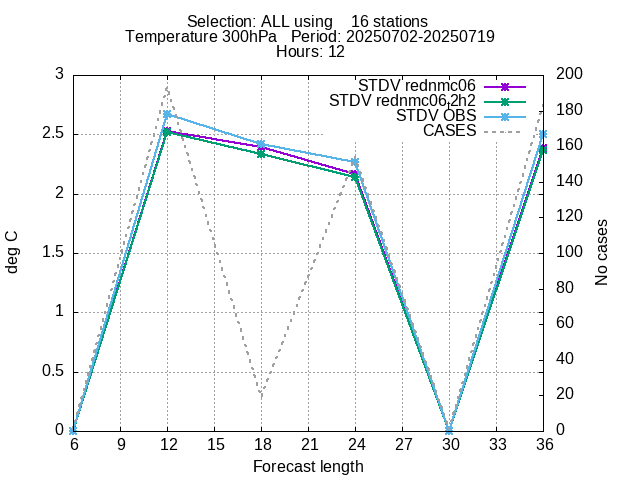 Selection: ALL using    16 stations
Temperature 300hPa   Period: 20250702-20250719
Hours: 12
STDV rednmc06
STDV rednmc06,2h2
STDV OBS
CASES
deg C
3
2.5
2
1.5
1
0.5
0
200
180
160
140
120
100
80
60
40
20
0
No cases
6 9 12 15 18 21 24 27 30 33 36
Forecast length